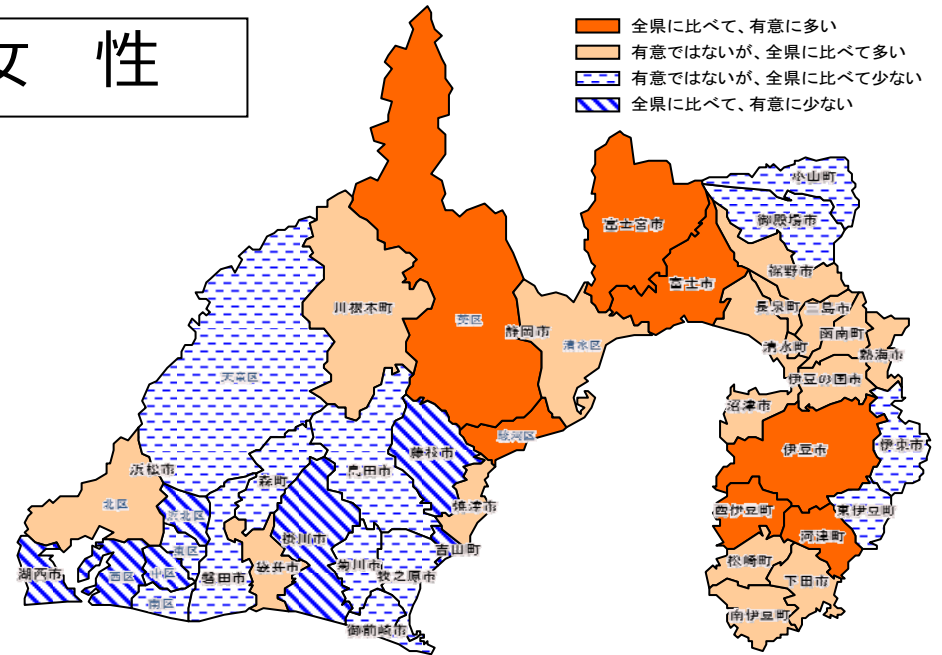 女 性
全県に比べて、有意に多い
有意ではないが、全県に比べて多い
有意ではないが、全県に比べて少ない
全県に比べて、有意に少ない
小山町
御殿場市
富士宮市
裾野市
富士市
川根本町
長泉町
三島市
葵区
静岡市
函南町
清水区
清水町
熱海市
天竜区
伊豆の国市
沼津市
駿河区
伊豆市
伊東市
藤枝市
浜松市
島田市
森町
北区
焼津市
西伊豆町
東伊豆町
浜北区
河津町
掛川市
吉田町
東区
松崎町
袋井市
菊川市
湖西市
西区
中区
磐田市
牧之原市
下田市
南区
南伊豆町
御前崎市